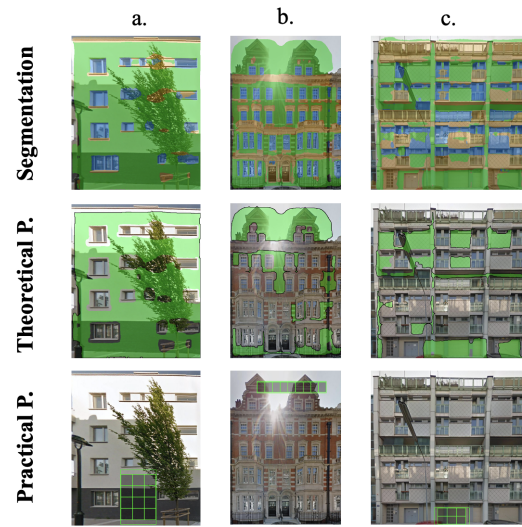 a.
b.
c.
Segmentation
Theoretical P.
Practical P.